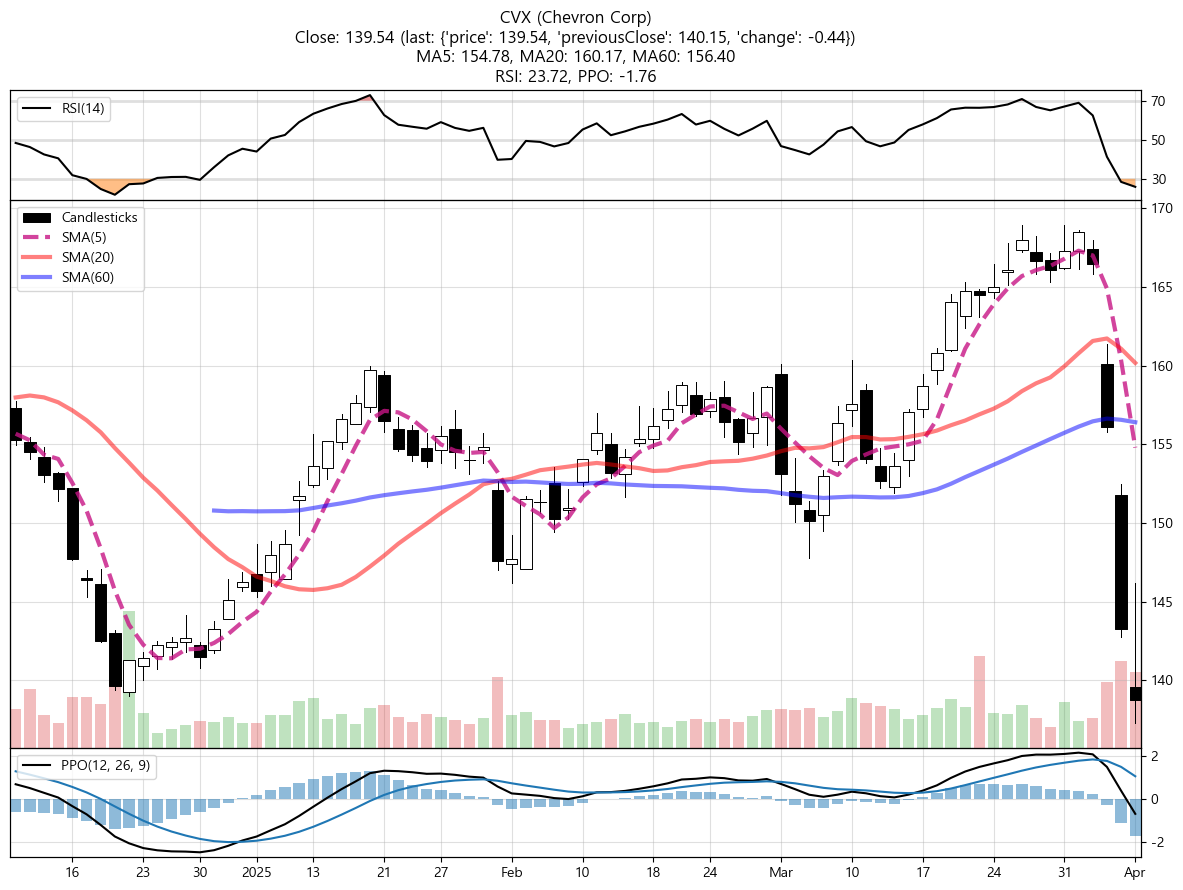 CVX (Chevron Corp)
Close: 139.54 (last: {'price': 139.54, 'previousClose': 140.15, 'change': -0.44})
MA5: 154.78, MA20: 160.17, MA60: 156.40
RSI: 23.72, PPO: -1.76
RSI(14)
70
50
30
Candlesticks
SMA(5)
SMA(20)
SMA(60)
170
165
160
155
150
145
140
PPO(12, 26, 9)
2
0
-2
16 23 30 2025 13 21 27 Feb 10 18 24 Mar 10 17 24 31 Apr